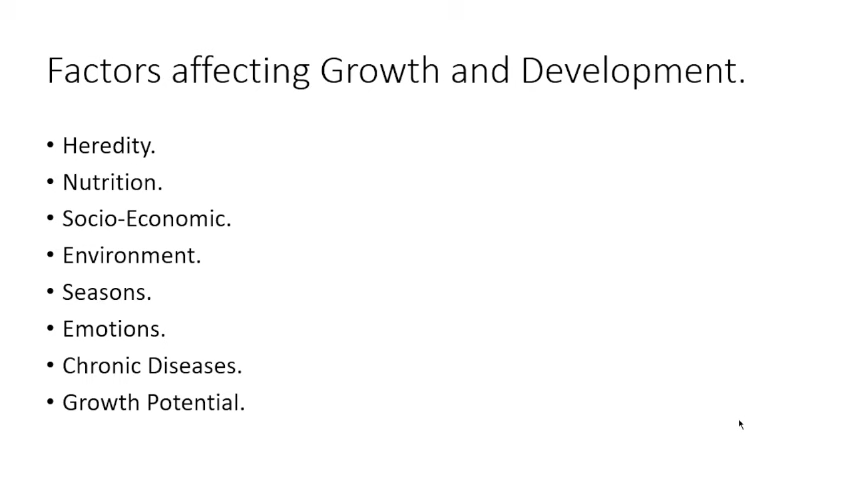 Factors affecting Growth and Development.
• Heredity.
• Nutrition.
• Socio-Economic.
• Environment.
• Seasons.
• Emotions.
• Chronic Diseases.
• Growth Potential.